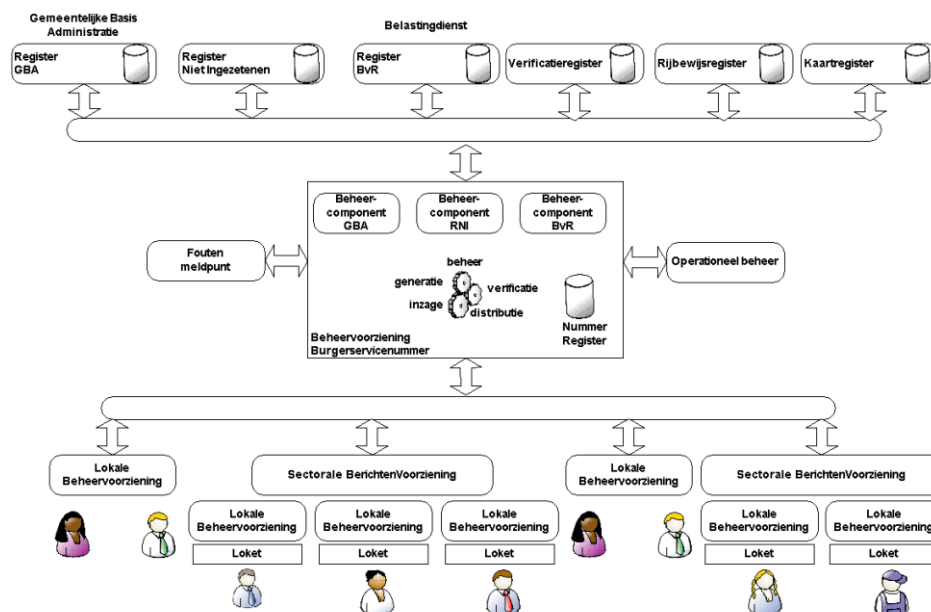 Gemeentelijke Basis
Administratie
Belastingdienst
Register
GBA
Register
Niet Ingezetenen
Register
BvR
Verificatieregister
Rijbewijsregister
Kaartregister
Beheer-
component
GBA
Beheer-
component
RNI
Beheer-
component
BvR
Fouten
meldpunt
Operationeel beheer
beheer
generatie
verificatie
inzage
distributie
Nummer
Register
Beheervoorziening
Burgerservicenummer
Lokale
Beheervoorziening
Sectorale BerichtenVoorziening
Lokale
Beheervoorziening
Sectorale BerichtenVoorziening
Lokale
Beheervoorziening
Lokale
Beheervoorziening
Lokale
Beheervoorziening
Lokale
Beheervoorziening
Lokale
Beheervoorziening
Loket
Loket
Loket
Loket
Loket